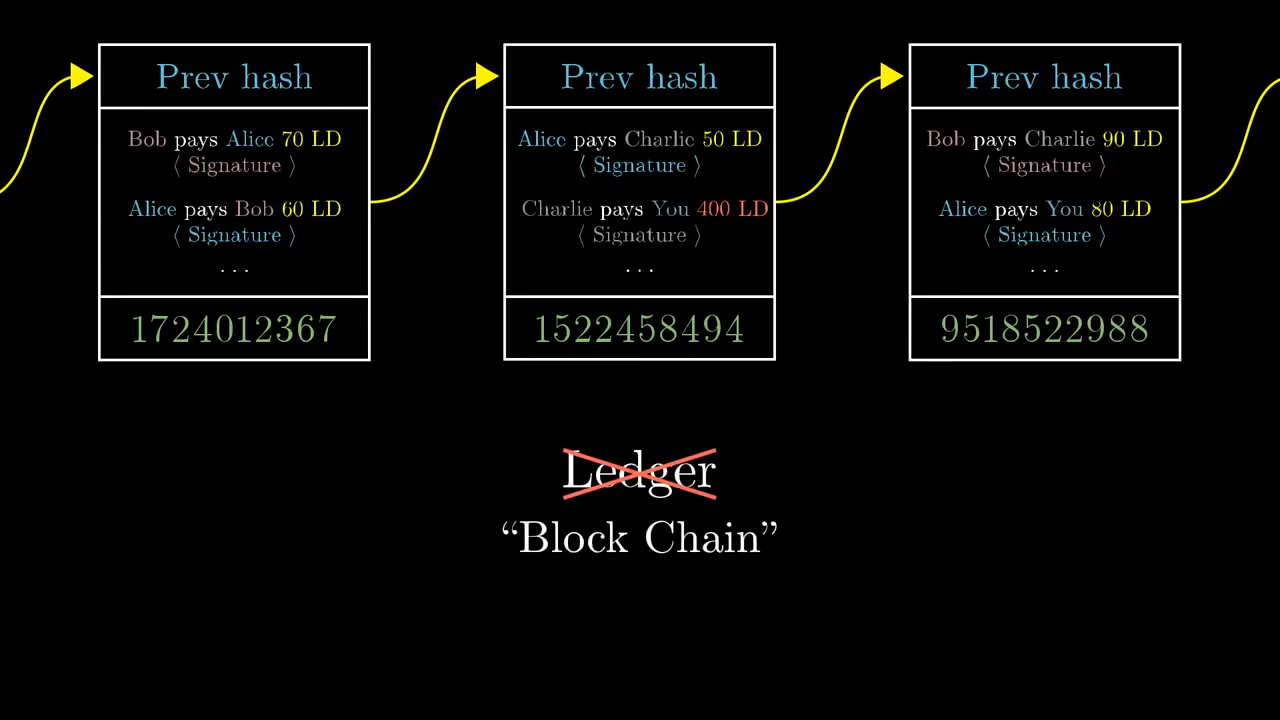 Prev hash
Bob pays Alice 70 LD
⟨ Signature ⟩
Alice pays Bob 60 LD
⟨ Signature ⟩
...
1724012367
Prev hash
Alice pays Charlie 50 LD
⟨ Signature ⟩
Charlie pays You 400 LD
⟨ Signature ⟩
...
1522458494
Prev hash
Bob pays Charlie 90 LD
⟨ Signature ⟩
Alice pays You 80 LD
⟨ Signature ⟩
...
9518522988
Ledger
“Block Chain”